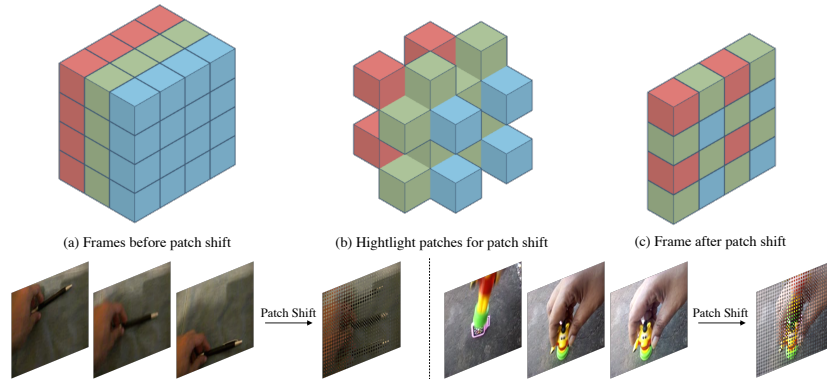 (a) Frames before patch shift
(b) Hightlight patches for patch shift
(c) Frame after patch shift
Patch Shift
Patch Shift